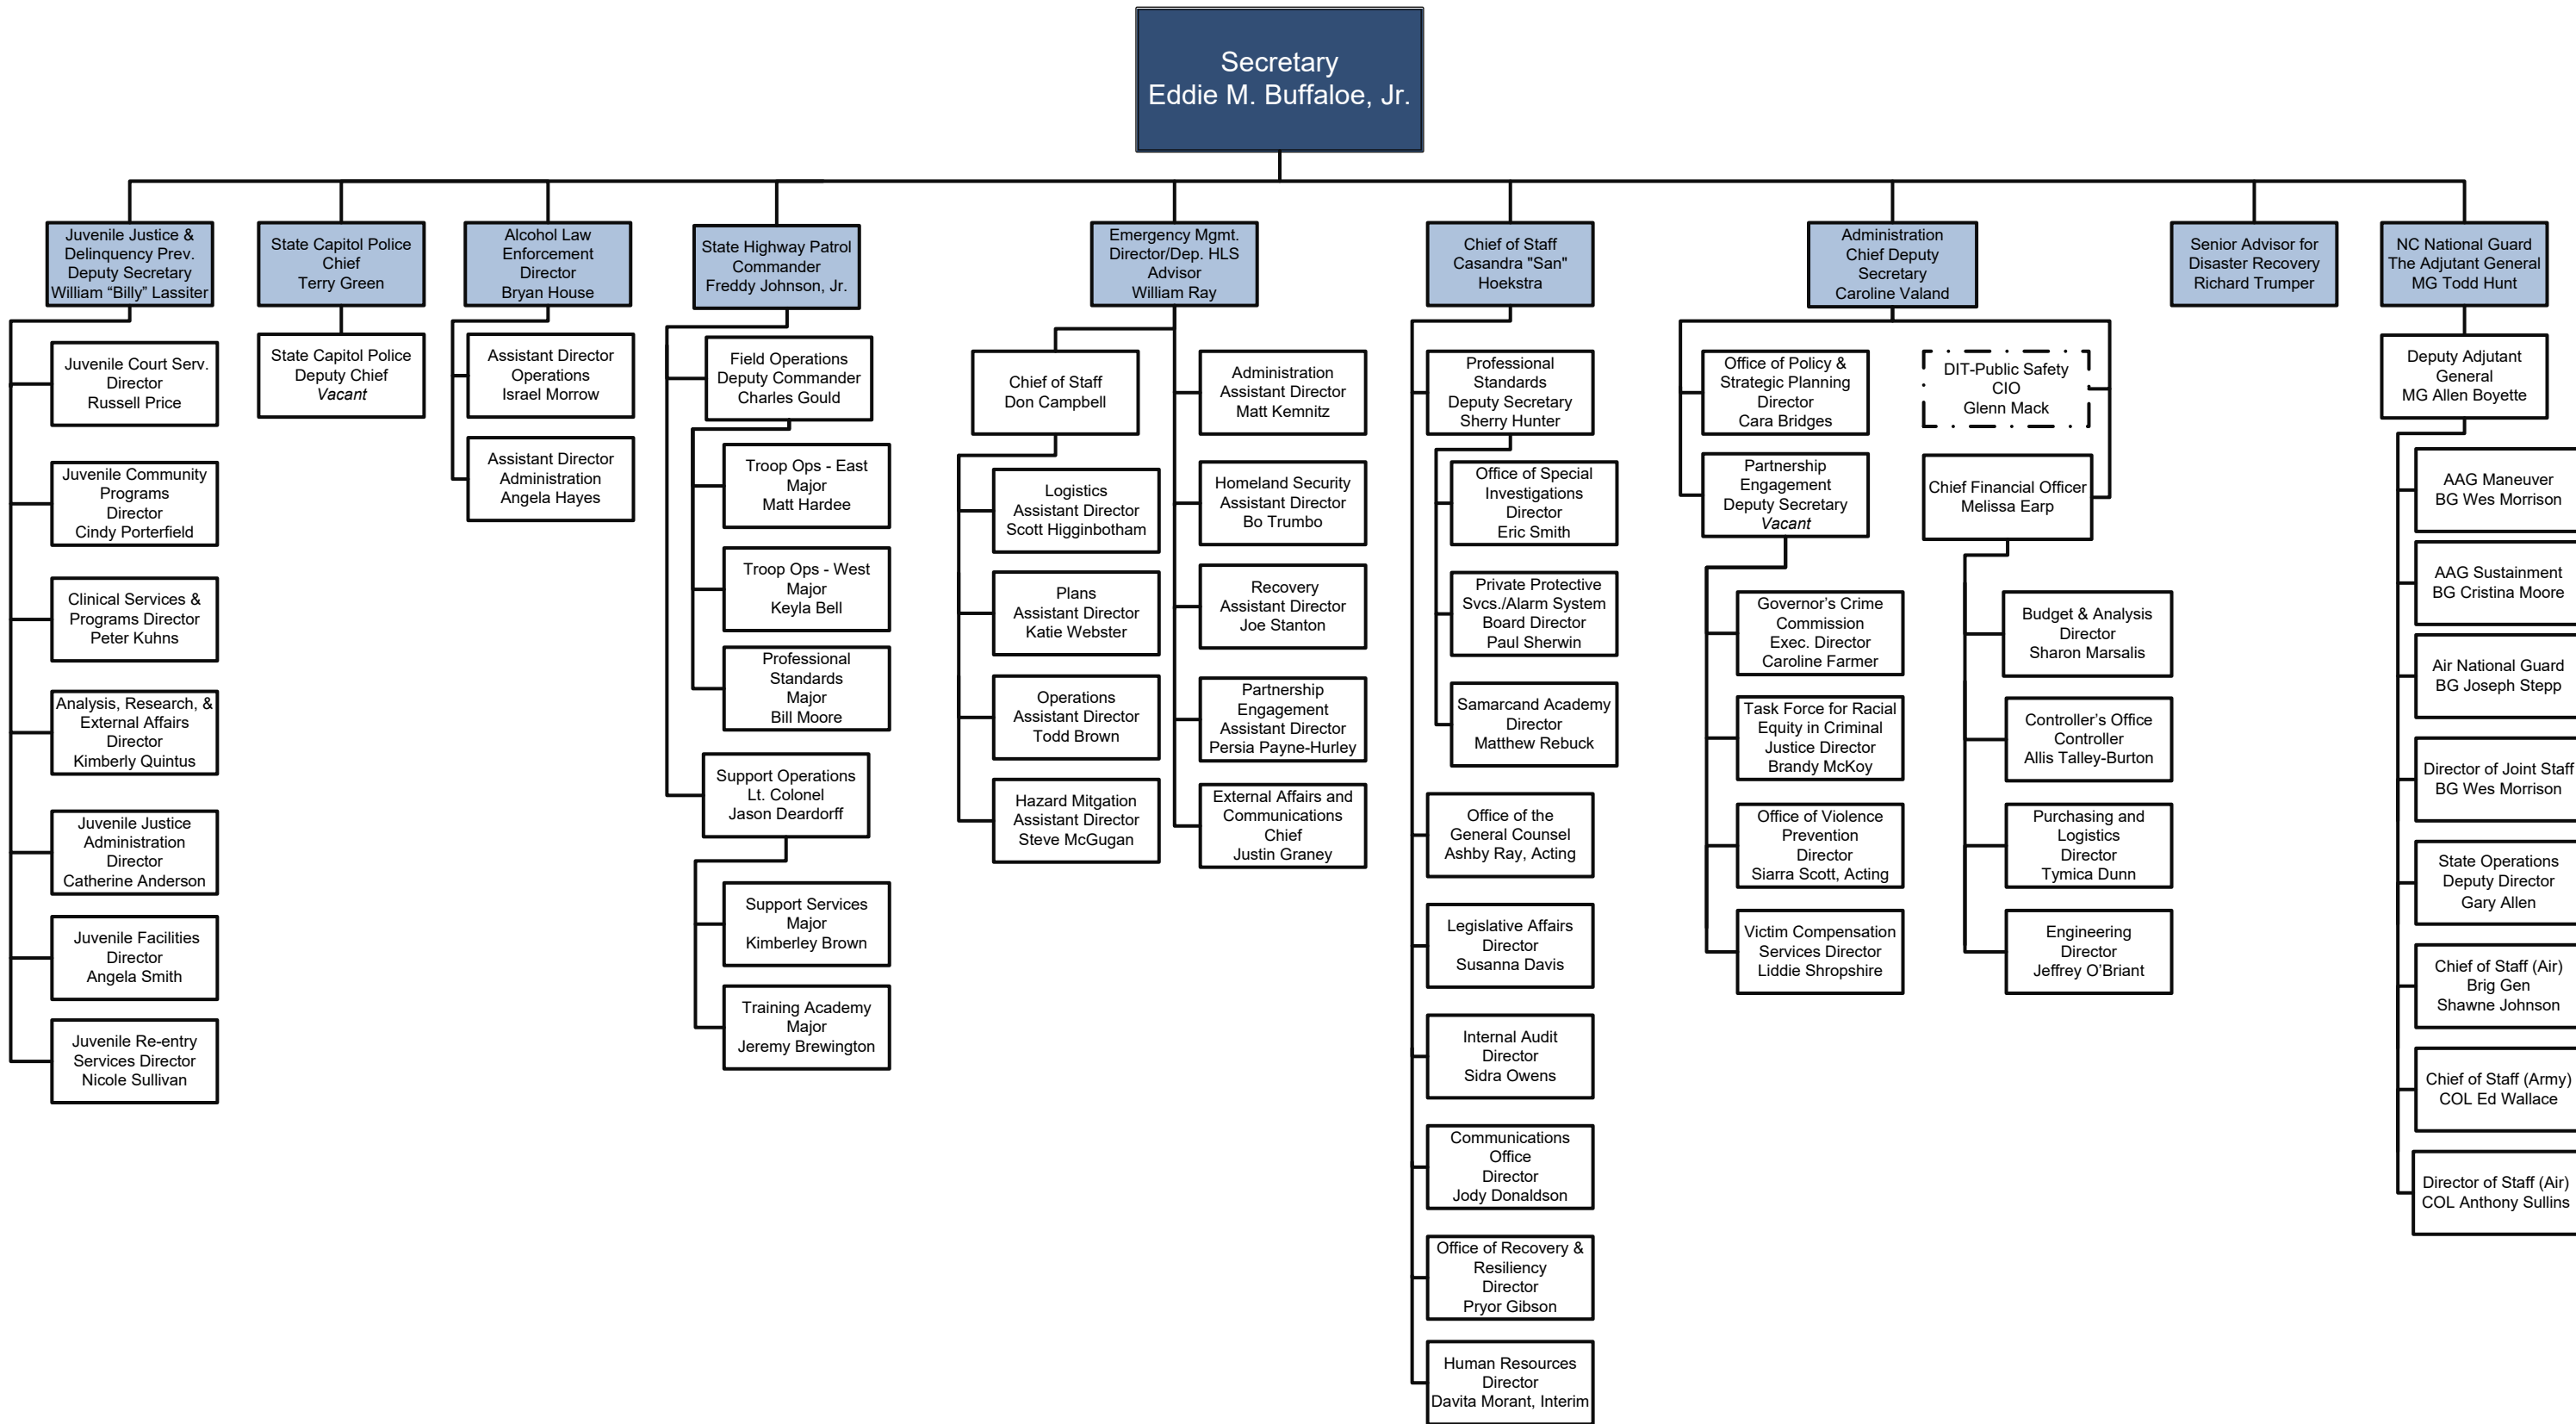 Secretary
Eddie M. Buffaloe, Jr.
Juvenile Justice &
Delinquency Prev.
Deputy Secretary
William “Billy” Lassiter
Juvenile Court Serv.
Director
Russell Price
Juvenile Community
Programs
Director
Cindy Porterfield
Clinical Services &
Programs Director
Peter Kuhns
Analysis, Research, &
External Affairs
Director
Kimberly Quintus
Juvenile Justice
Administration
Director
Catherine Anderson
Juvenile Facilities
Director
Angela Smith
Juvenile Re-entry
Services Director
Nicole Sullivan
State Capitol Police
Chief
Terry Green
State Capitol Police
Deputy Chief
Vacant
Alcohol Law
Enforcement
Director
Bryan House
Assistant Director
Operations
Israel Morrow
Assistant Director
Administration
Angela Hayes
State Highway Patrol
Commander
Freddy Johnson, Jr.
Field Operations
Deputy Commander
Charles Gould
Troop Ops - East
Major
Matt Hardee
Troop Ops - West
Major
Keyla Bell
Professional
Standards
Major
Bill Moore
Support Operations
Lt. Colonel
Jason Deardorff
Support Services
Major
Kimberley Brown
Training Academy
Major
Jeremy Brewington
Emergency Mgmt.
Director/Dep. HLS
Advisor
William Ray
Chief of Staff
Don Campbell
Logistics
Assistant Director
Scott Higginbotham
Plans
Assistant Director
Katie Webster
Operations
Assistant Director
Todd Brown
Hazard Mitgation
Assistant Director
Steve McGugan
Administration
Assistant Director
Matt Kemnitz
Homeland Security
Assistant Director
Bo Trumbo
Recovery
Assistant Director
Joe Stanton
Partnership
Engagement
Assistant Director
Persia Payne-Hurley
External Affairs and
Communications
Chief
Justin Graney
Chief of Staff
Casandra "San"
Hoekstra
Professional
Standards
Deputy Secretary
Sherry Hunter
Office of Special
Investigations
Director
Eric Smith
Private Protective
Svcs./Alarm System
Board Director
Paul Sherwin
Samarcand Academy
Director
Matthew Rebuck
Office of the
General Counsel
Ashby Ray, Acting
Legislative Affairs
Director
Susanna Davis
Internal Audit
Director
Sidra Owens
Communications
Office
Director
Jody Donaldson
Office of Recovery &
Resiliency
Director
Pryor Gibson
Human Resources
Director
Davita Morant, Interim
Administration
Chief Deputy
Secretary
Caroline Valand
Office of Policy &
Strategic Planning
Director
Cara Bridges
Partnership
Engagement
Deputy Secretary
Vacant
Governor’s Crime
Commission
Exec. Director
Caroline Farmer
Task Force for Racial
Equity in Criminal
Justice Director
Brandy McKoy
Office of Violence
Prevention
Director
Siarra Scott, Acting
Victim Compensation
Services Director
Liddie Shropshire
DIT-Public Safety
CIO
Glenn Mack
Chief Financial Officer
Melissa Earp
Budget & Analysis
Director
Sharon Marsalis
Controller’s Office
Controller
Allis Talley-Burton
Purchasing and
Logistics
Director
Tymica Dunn
Engineering
Director
Jeffrey O’Briant
Senior Advisor for
Disaster Recovery
Richard Trumper
NC National Guard
The Adjutant General
MG Todd Hunt
Deputy Adjutant
General
MG Allen Boyette
AAG Maneuver
BG Wes Morrison
AAG Sustainment
BG Cristina Moore
Air National Guard
BG Joseph Stepp
Director of Joint Staff
BG Wes Morrison
State Operations
Deputy Director
Gary Allen
Chief of Staff (Air)
Brig Gen
Shawne Johnson
Chief of Staff (Army)
COL Ed Wallace
Director of Staff (Air)
COL Anthony Sullins